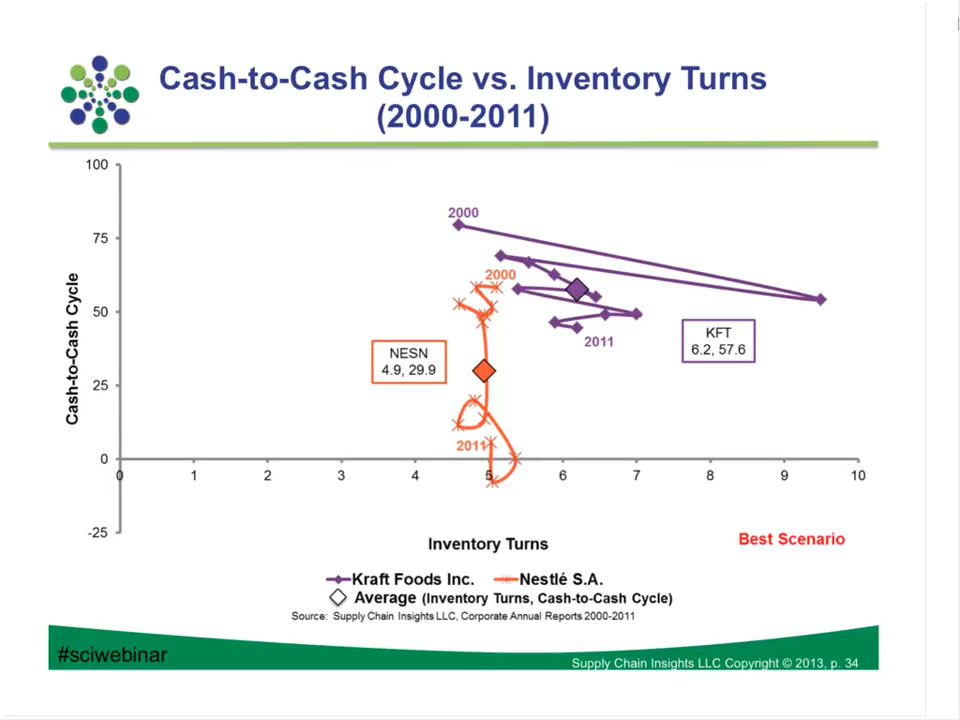 Cash-to-Cash Cycle vs. Inventory Turns
(2000-2011)
100
75
50
25
0
-25
Cash-to-Cash Cycle
2000
2000
2011
KFT
6.2, 57.6
NESN
4.9, 29.9
2011
0
1
2
3
4
5
6
7
8
9
10
Inventory Turns
Best Scenario
Kraft Foods Inc.
Nestlé S.A.
Average (Inventory Turns, Cash-to-Cash Cycle)
Source: Supply Chain Insights LLC, Corporate Annual Reports 2000-2011
#sciwebinar
Supply Chain Insights LLC Copyright © 2013, p. 34